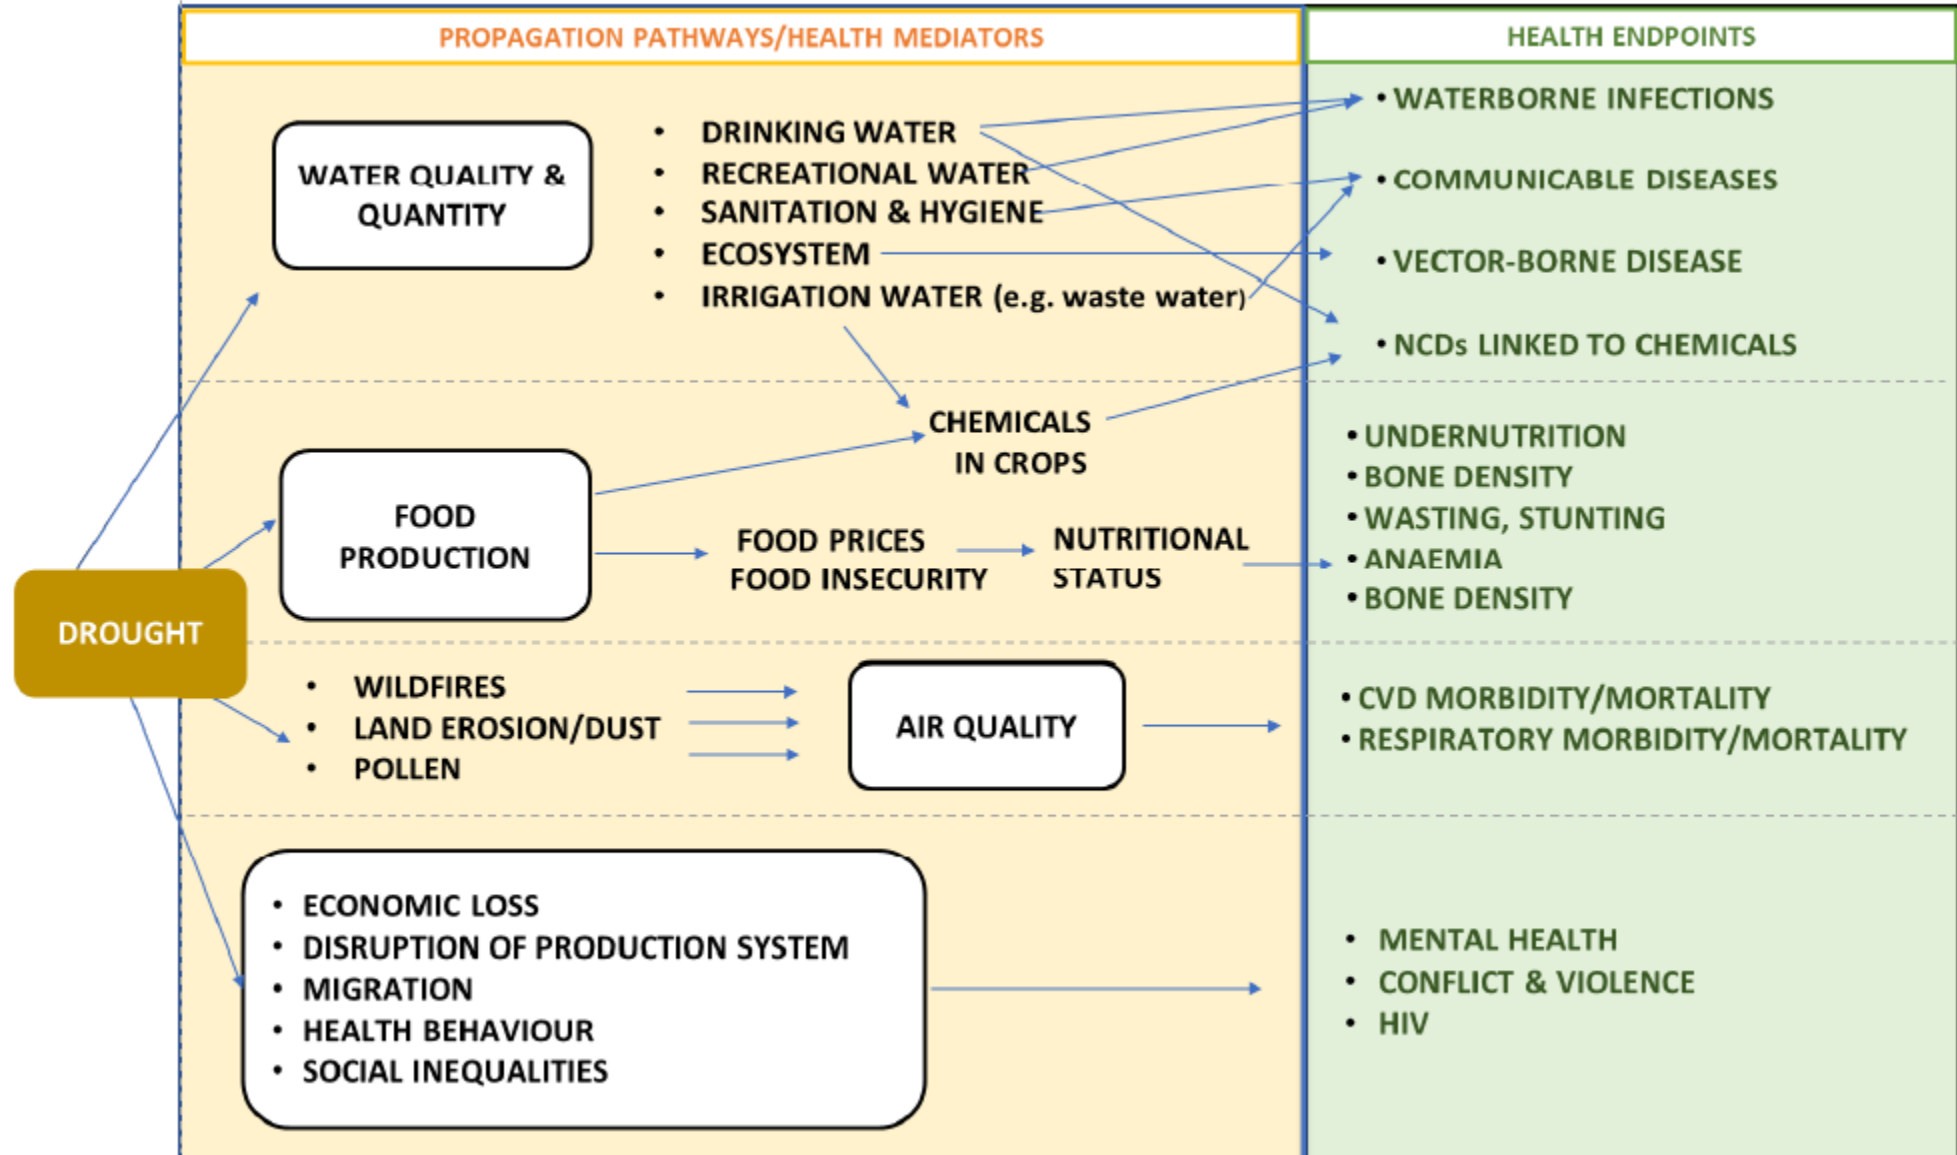 PROPAGATION PATHWAYS/HEALTH MEDIATORS
HEALTH ENDPOINTS
WATER QUALITY &
QUANTITY
• DRINKING WATER
• RECREATIONAL WATER
• SANITATION & HYGIENE
• ECOSYSTEM
• IRRIGATION WATER (e.g. waste water)
• WATERBORNE INFECTIONS
• COMMUNICABLE DISEASES
• VECTOR-BORNE DISEASE
• NCDs LINKED TO CHEMICALS
FOOD
PRODUCTION
CHEMICALS
IN CROPS
FOOD PRICES
FOOD INSECURITY
NUTRITIONAL
STATUS
• UNDERNUTRITION
• BONE DENSITY
• WASTING, STUNTING
• ANAEMIA
• BONE DENSITY
DROUGHT
• WILDFIRES
• LAND EROSION/DUST
• POLLEN
AIR QUALITY
• CVD MORBIDITY/MORTALITY
• RESPIRATORY MORBIDITY/MORTALITY
• ECONOMIC LOSS
• DISRUPTION OF PRODUCTION SYSTEM
• MIGRATION
• HEALTH BEHAVIOUR
• SOCIAL INEQUALITIES
• MENTAL HEALTH
• CONFLICT & VIOLENCE
• HIV